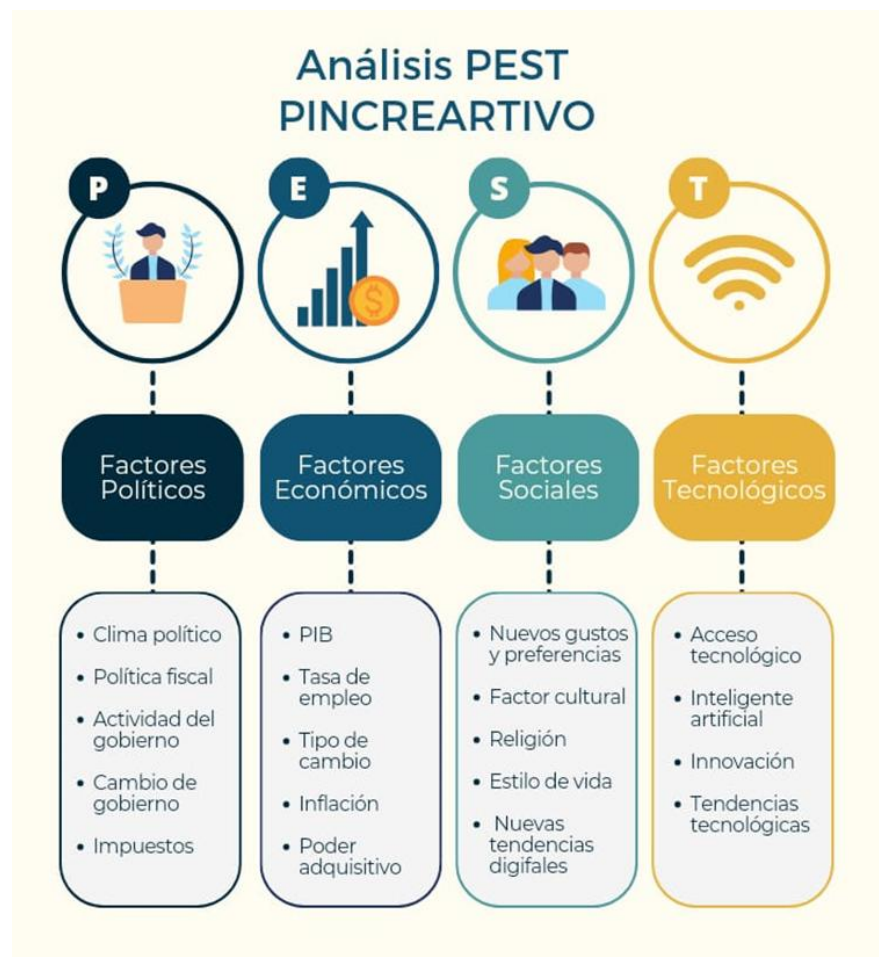 Análisis PEST
PINCREARTIVO
P
E
S
T
$
Factores
Políticos
Factores
Económicos
Factores
Sociales
Factores
Tecnológicos
• Clima político
• Política fiscal
• Actividad del
gobierno
• Cambio de
gobierno
• Impuestos
• PIB
• Tasa de
empleo
• Tipo de
cambio
• Inflación
• Poder
adquisitivo
• Nuevos gustos
y preferencias
• Factor cultural
• Religión
• Estilo de vida
• Nuevas
tendencias
digifales
• Acceso
tecnológico
• Inteligente
artificial
• Innovación
• Tendencias
tecnológicas